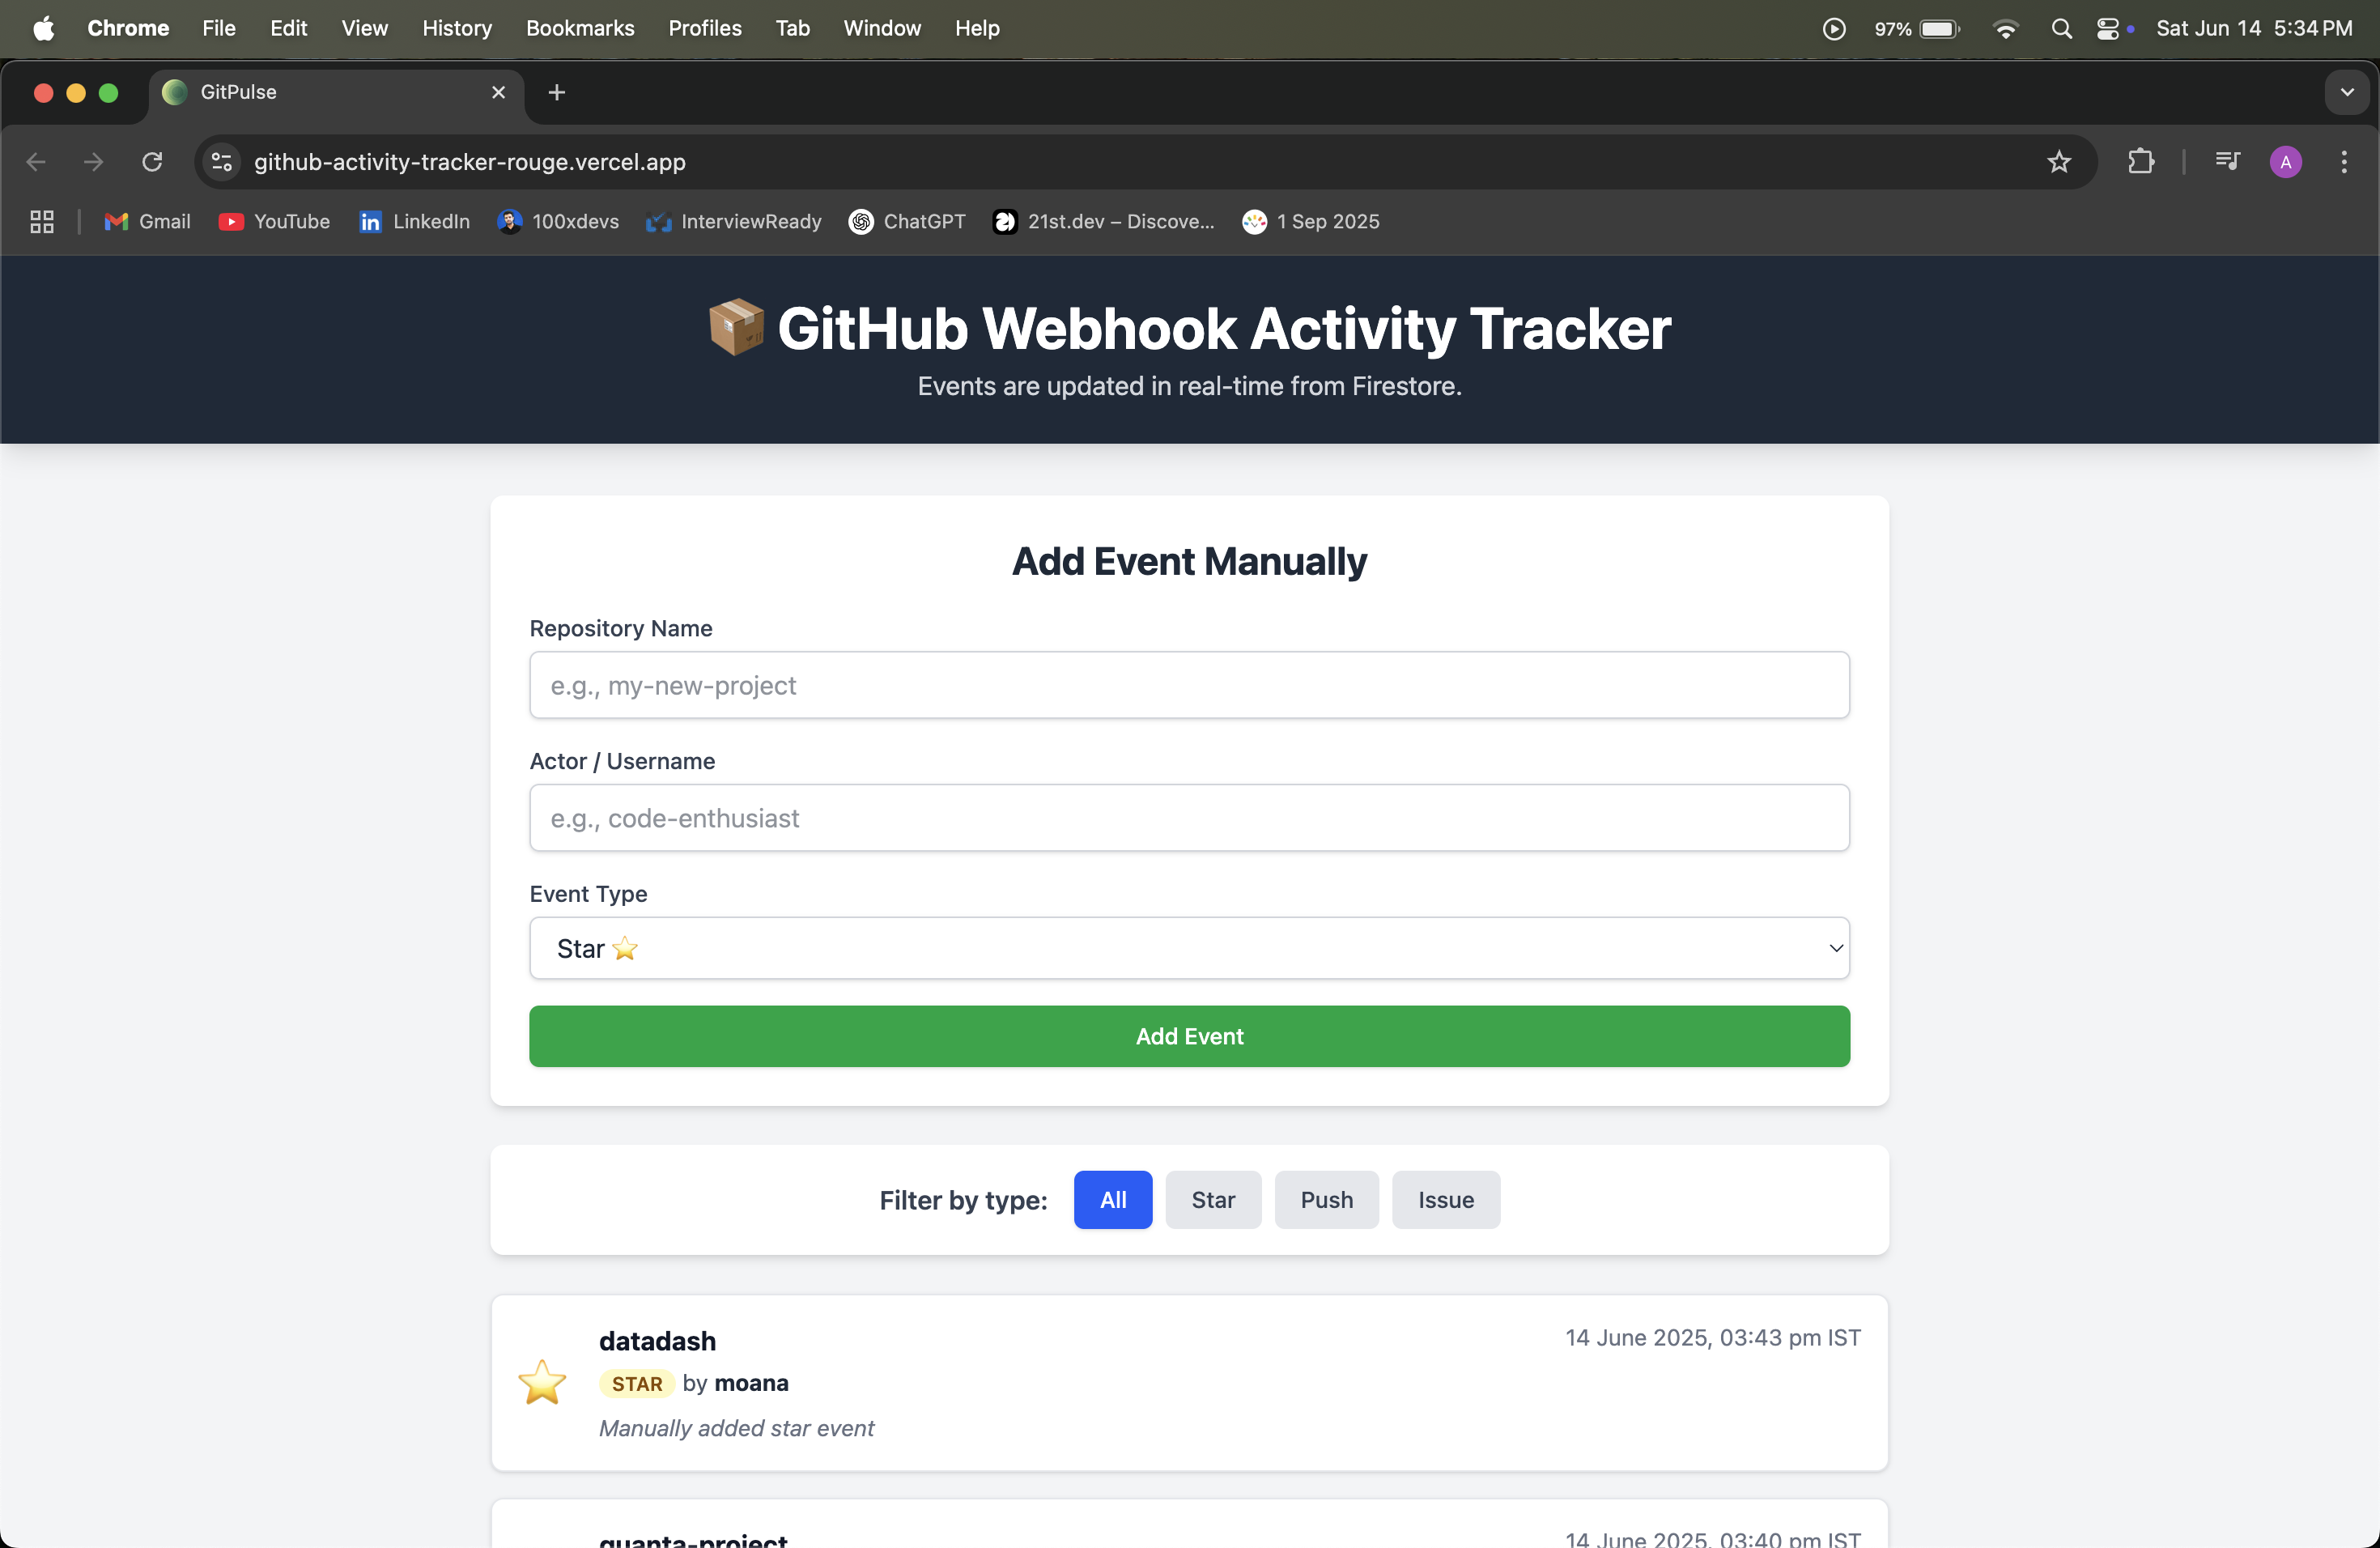 Chrome File Edit View History Bookmarks Profiles Tab Window Help 97% Sat Jun 14 5:34 PM
GitPulse
github-activity-tracker-rouge.vercel.app A
Gmail YouTube LinkedIn 100xdevs InterviewReady ChatGPT 21st.dev – Discove... 1 Sep 2025
GitHub Webhook Activity Tracker
Events are updated in real-time from Firestore.
Add Event Manually
Repository Name
e.g., my-new-project
Actor / Username
e.g., code-enthusiast
Event Type
Star ⭐
Add Event
Filter by type: All Star Push Issue
datadash 14 June 2025, 03:43 pm IST
STAR by moana
Manually added star event
quanta-project 14 June 2025, 03:40 pm IST